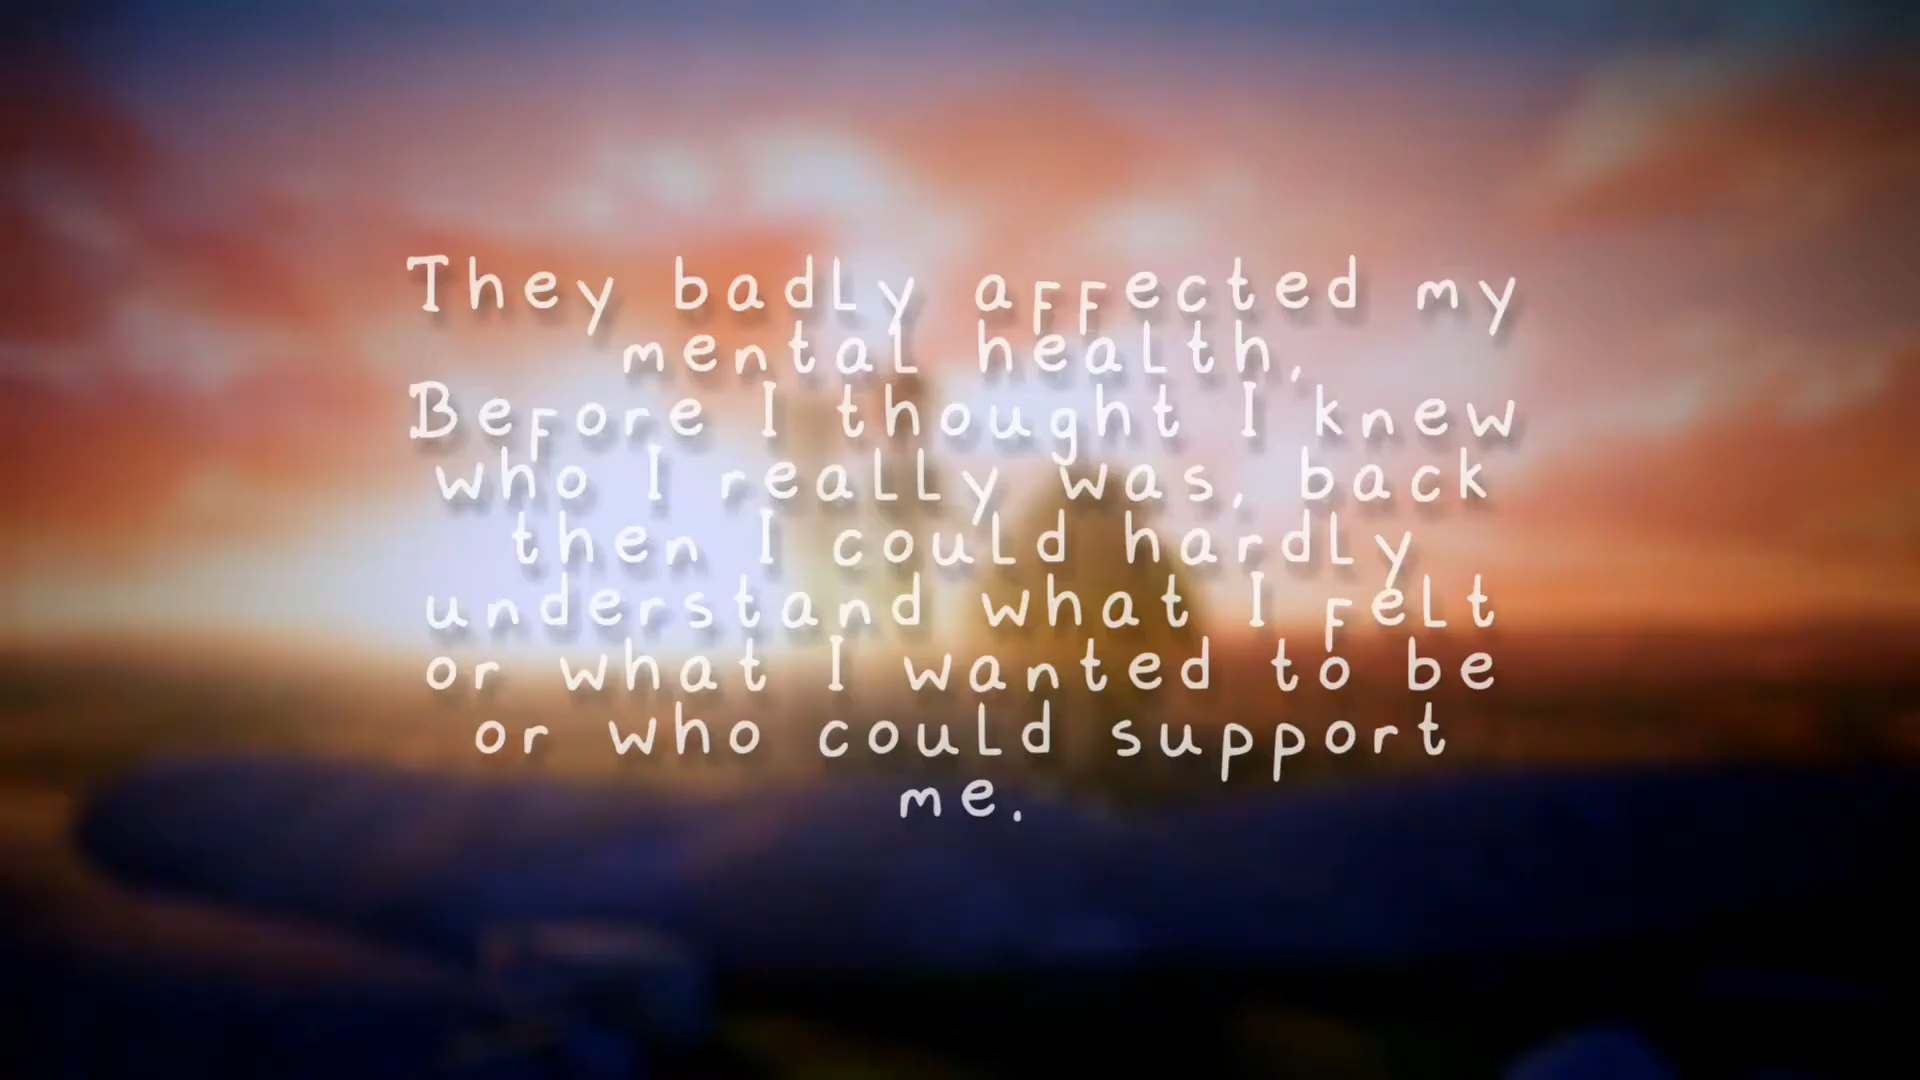 They badly affected my
mental health,
Before I thought I knew
who I really was, back
then I could hardly
understand what I felt
or what I wanted to be
or who could support
me.